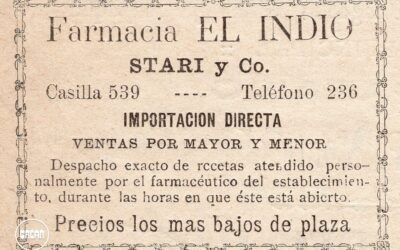 Farmacia EL INDIO
STARI y Co.
Casilla 539 ---- Teléfono 236
IMPORTACION DIRECTA
VENTAS POR MAYOR Y MENOR
Despacho exacto de rccetas atendido perso-
nalmente por el farmacéutico del establecimien-
to, durante las horas en que éste está abierto.
Precios los mas bajos de plaza